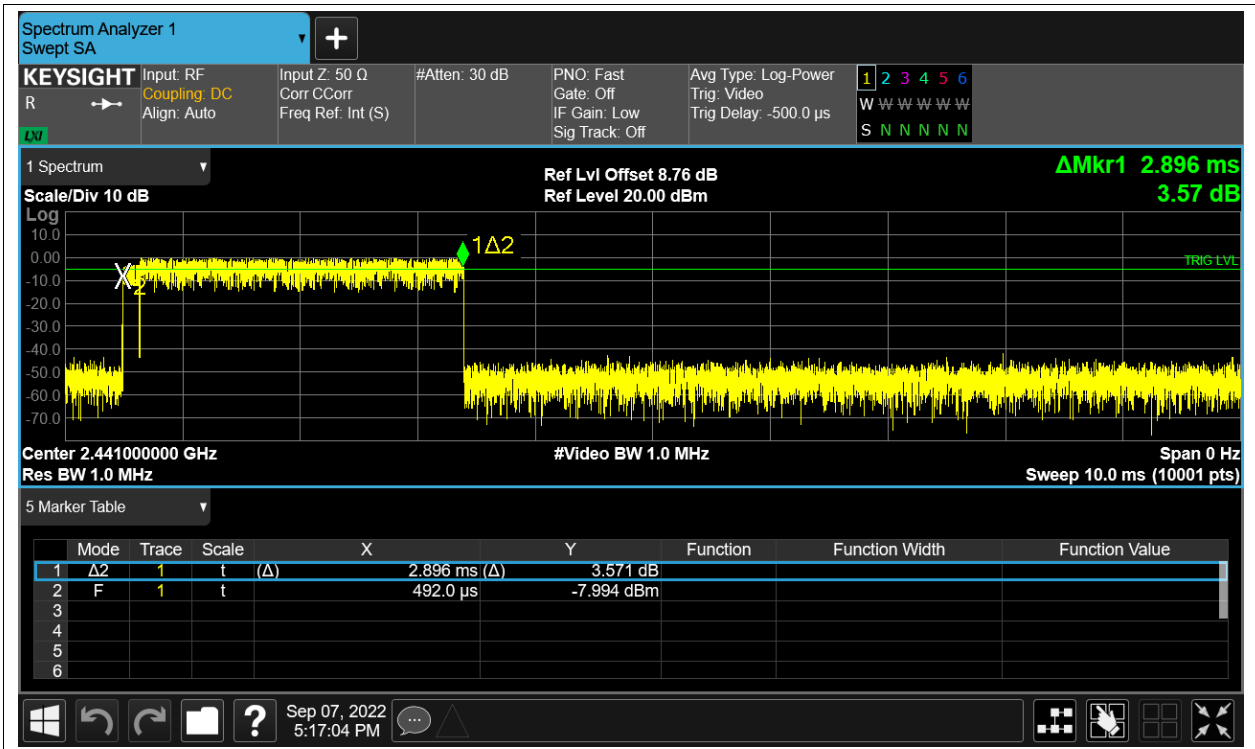 Spectrum Analyzer 1
Swept SA
KEYSIGHT Input: RF Input Z: 50 Ω #Atten: 30 dB PNO: Fast Avg Type: Log-Power 1 2 3 4 5 6
R Coupling: DC Corr CCorr Gate: Off Trig: Video W W W W W W
Align: Auto Freq Ref: Int (S) IF Gain: Low Trig Delay: -500.0 µs
LXI Sig Track: Off S N N N N N
1 Spectrum Ref Lvl Offset 8.76 dB ΔMkr1 2.896 ms
Scale/Div 10 dB Ref Level 20.00 dBm 3.57 dB
Log
10.0
1Δ2
0.00
TRIG LVL
-10.0
2
-20.0
-30.0
-40.0
-50.0
-60.0
-70.0
Center 2.441000000 GHz #Video BW 1.0 MHz Span 0 Hz
Res BW 1.0 MHz Sweep 10.0 ms (10001 pts)
5 Marker Table
Mode Trace Scale X Y Function Function Width Function Value
1 Δ2 1 t (Δ) 2.896 ms (Δ) 3.571 dB
2 F 1 t 492.0 µs -7.994 dBm
3
4
5
6
? Sep 07, 2022
5:17:04 PM